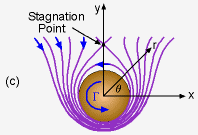 y
Stagnation
Point
r
θ
(c)
Γ
x